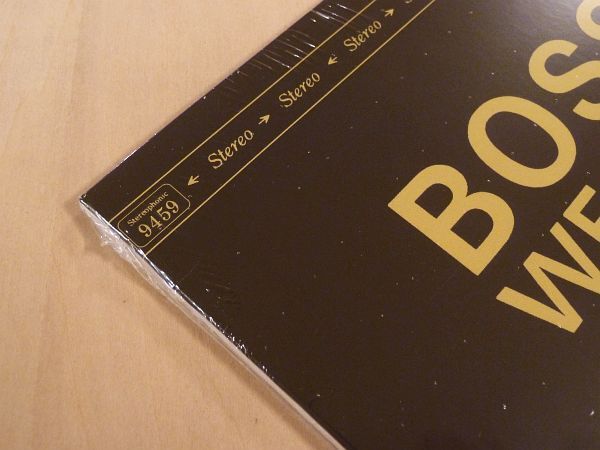 ← Stereo → Stereo ← Stereo →
Stereophonic
9459
BOSS
WE